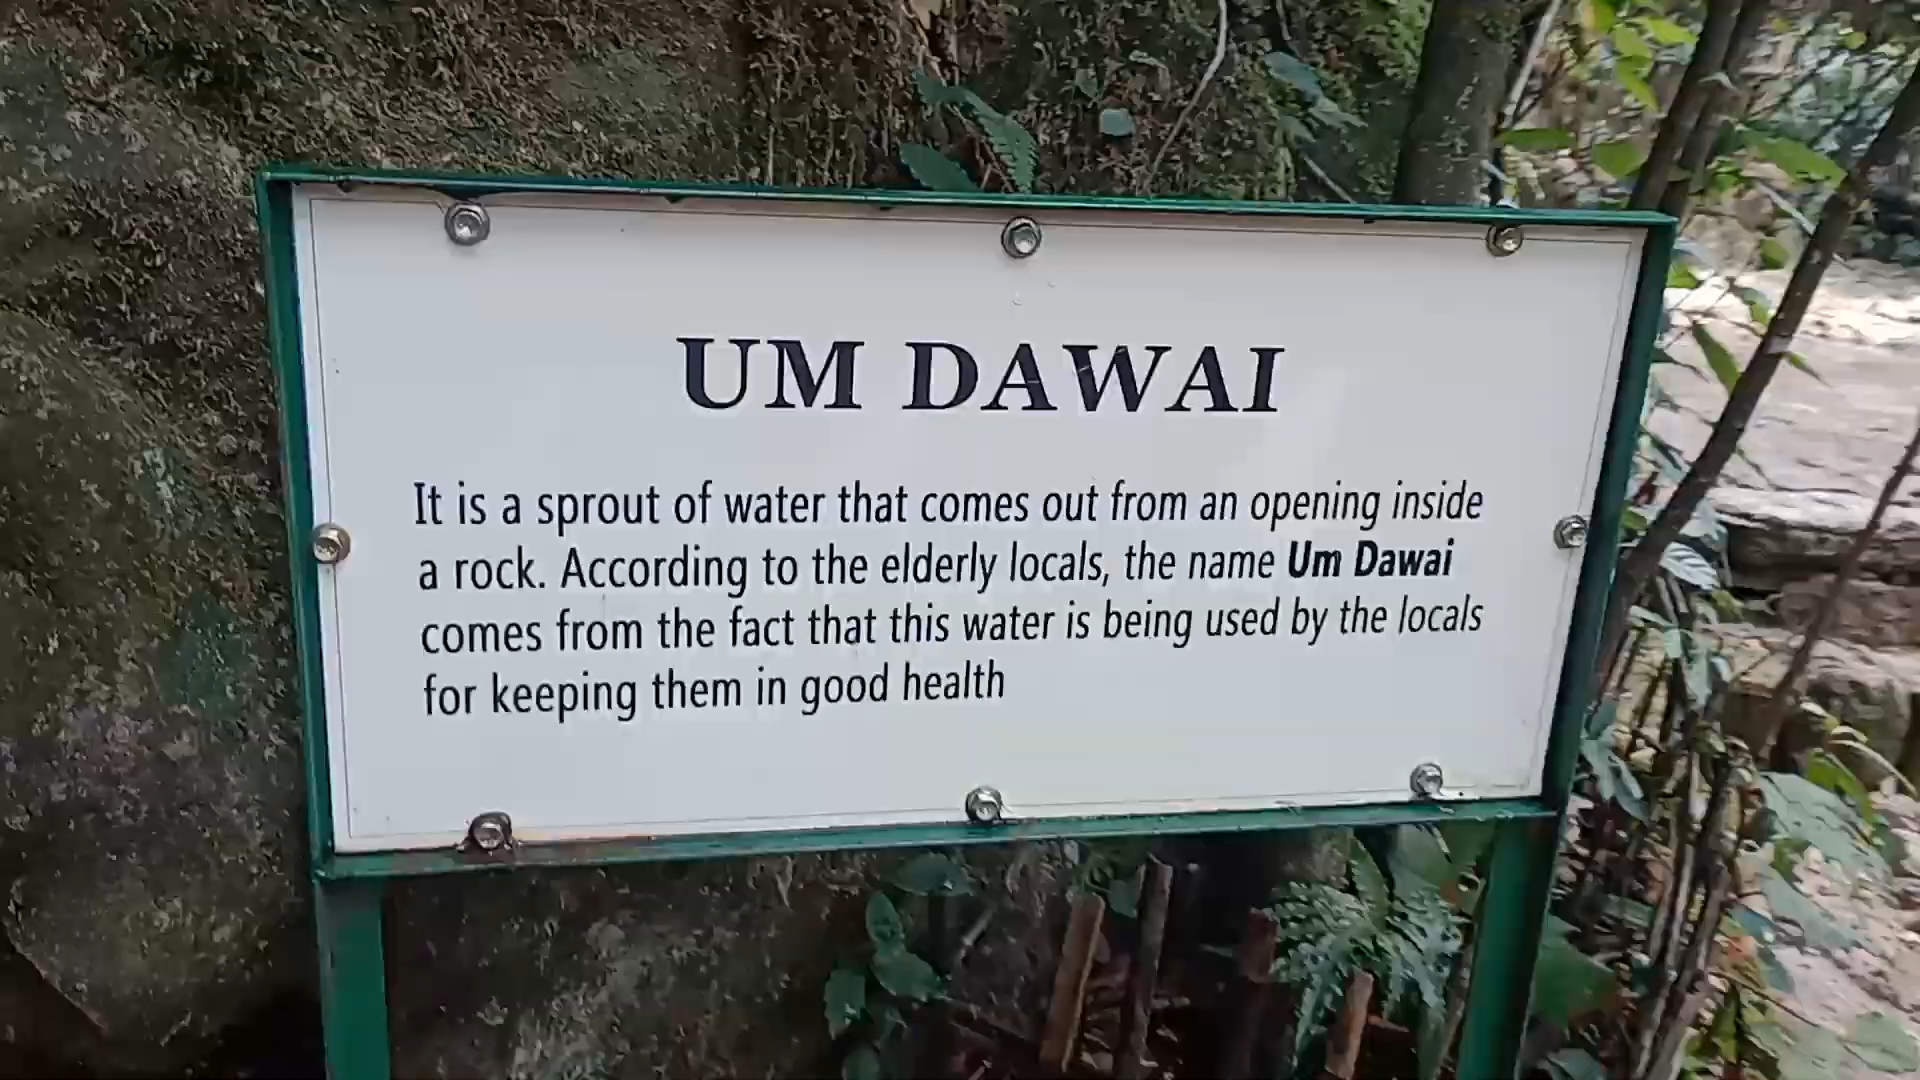 UM DAWAI
It is a sprout of water that comes out from an opening inside
a rock. According to the elderly locals, the name Um Dawai
comes from the fact that this water is being used by the locals
for keeping them in good health